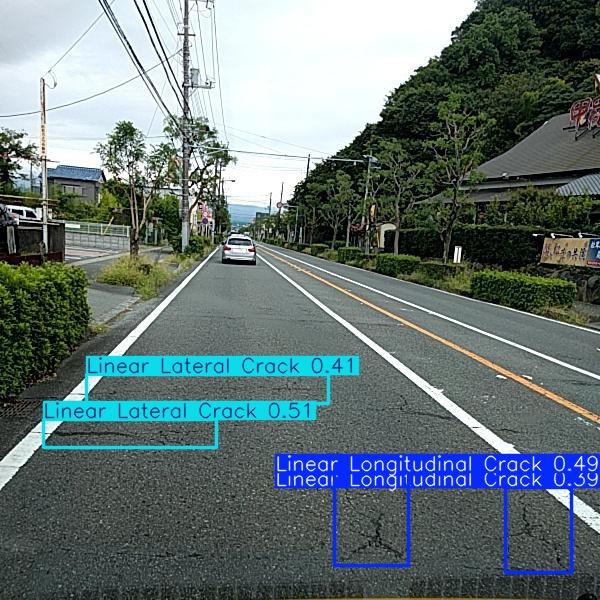 Linear Lateral Crack 0.41
Linear Lateral Crack 0.51
Linear Longitudinal Crack 0.49
Linear Longitudinal Crack 0.39